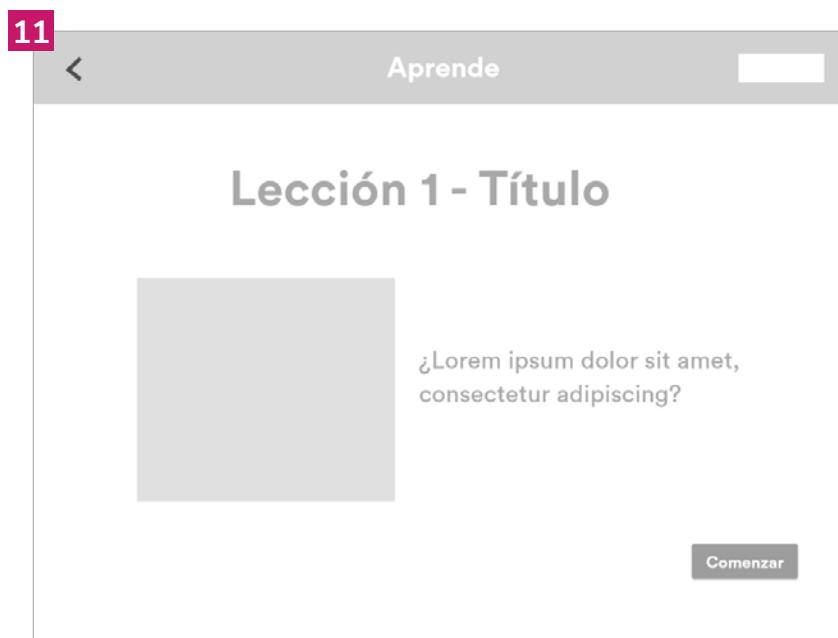 11
Aprende
Lección 1 - Título
¿Lorem ipsum dolor sit amet,
consectetur adipiscing?
Comenzar